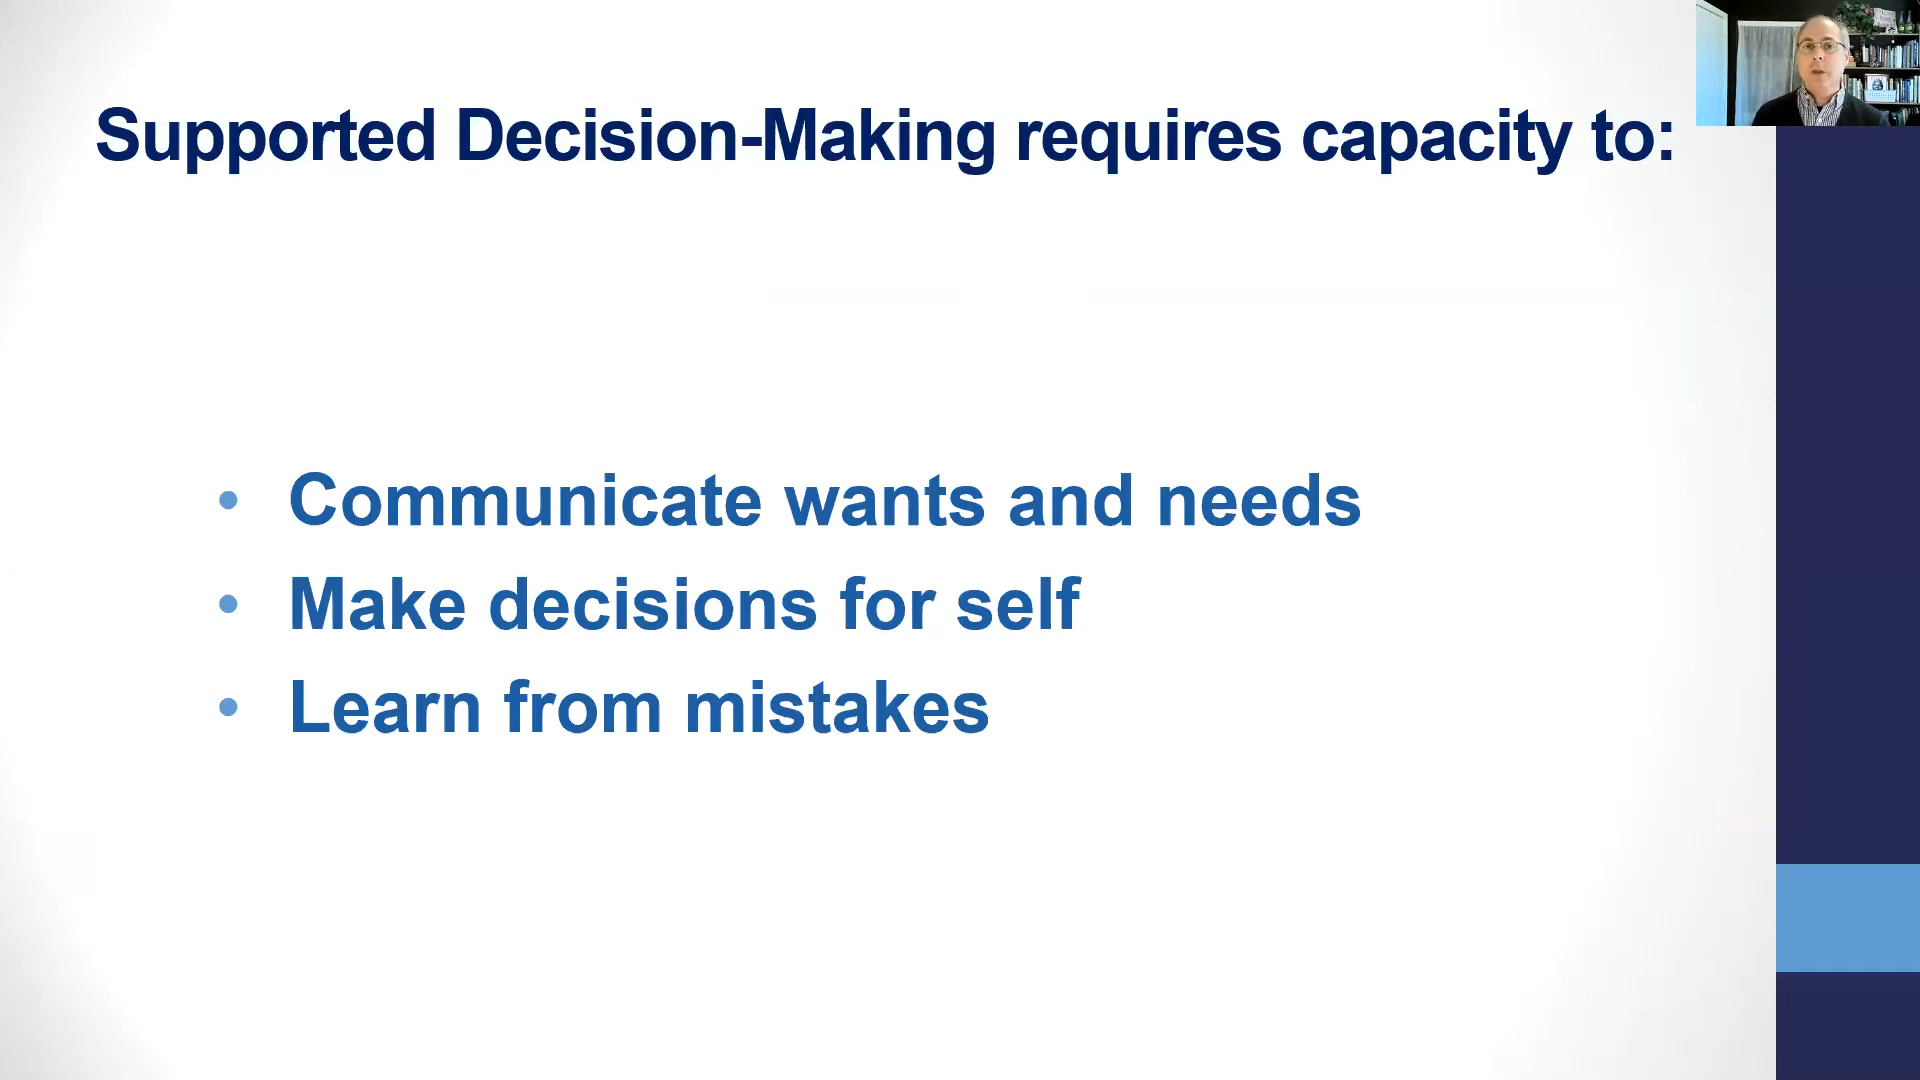 Supported Decision-Making requires capacity to:
• Communicate wants and needs
• Make decisions for self
• Learn from mistakes